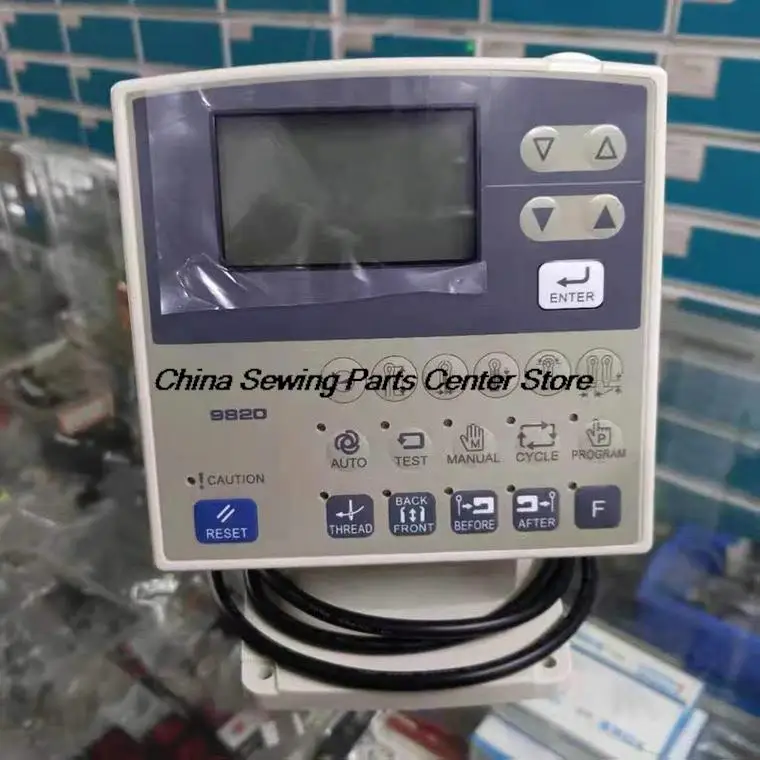 ENTER
China Sewing Parts Center Store
9820
AUTO
TEST
M
MANUAL
CYCLE
P
PROGRAM
! CAUTION
RESET
THREAD
BACK
FRONT
BEFORE
AFTER
F